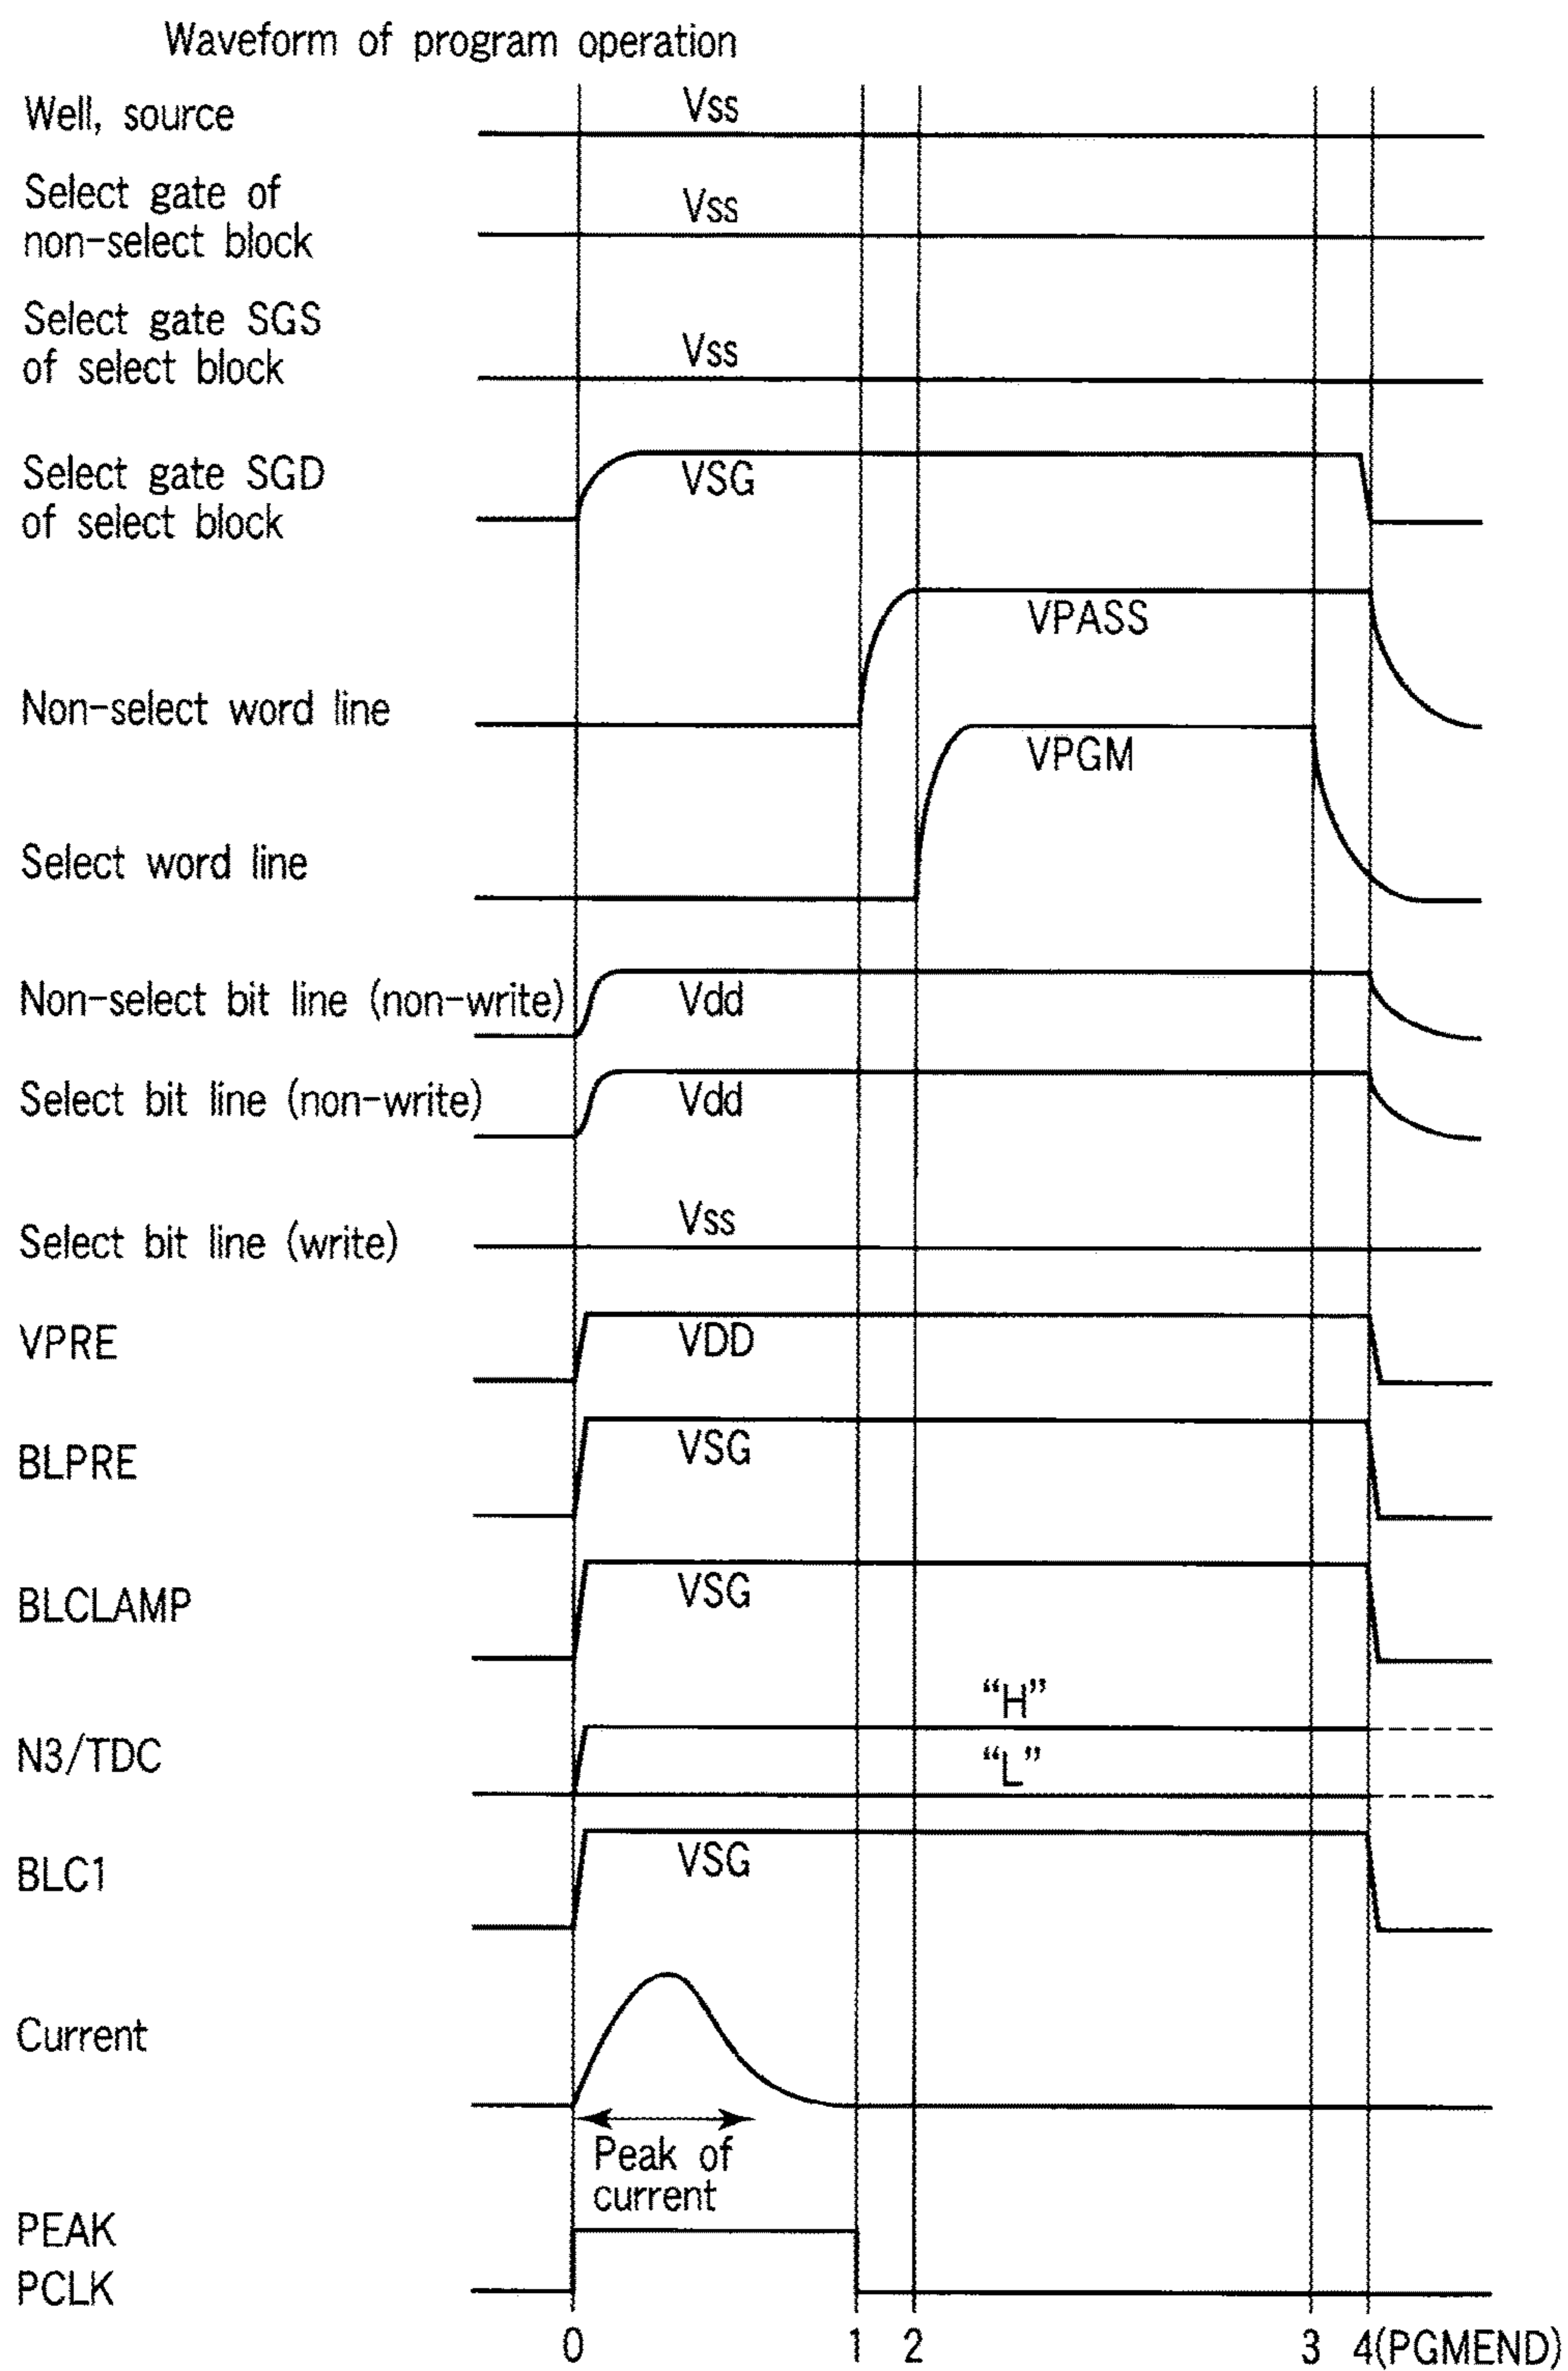 Waveform of program operation
Well, source
Vss
Select gate of
non-select block
Vss
Select gate SGS
of select block
Vss
Select gate SGD
of select block
VSG
VPASS
Non-select word line
VPGM
Select word line
Non-select bit line (non-write)
Vdd
Select bit line (non-write)
Vdd
Select bit line (write)
Vss
VPRE
VDD
BLPRE
VSG
BLCLAMP
VSG
N3/TDC
“H”
“L”
BLC1
VSG
Current
Peak of
current
PEAK
PCLK
0 1 2 3 4(PGMEND)